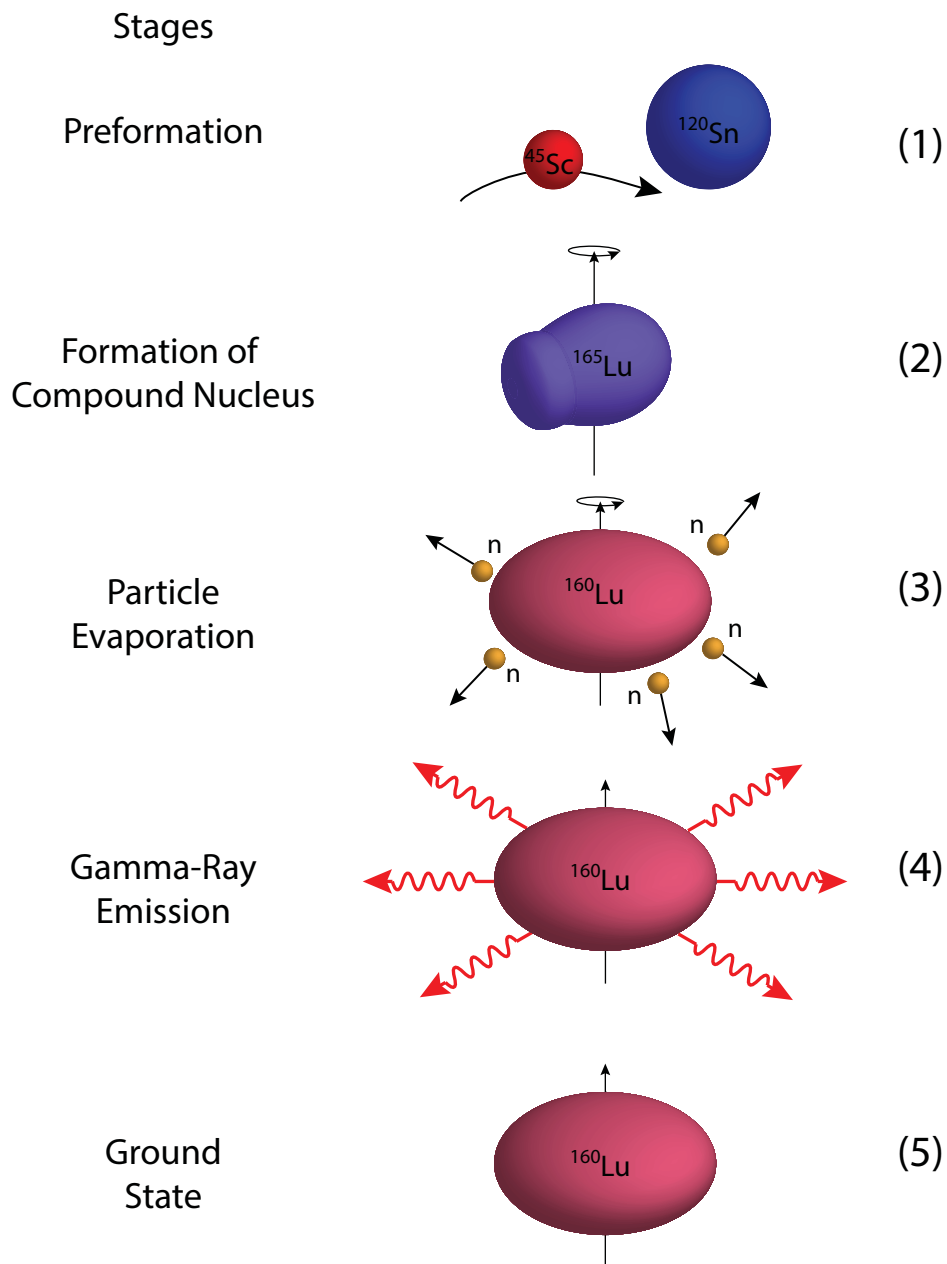 Stages
Preformation
⁴⁵Sc
¹²⁰Sn
(1)
Formation of
Compound Nucleus
¹⁶⁵Lu
(2)
Particle
Evaporation
n
n
¹⁶⁰Lu
n
n
n
(3)
Gamma-Ray
Emission
¹⁶⁰Lu
(4)
Ground
State
¹⁶⁰Lu
(5)